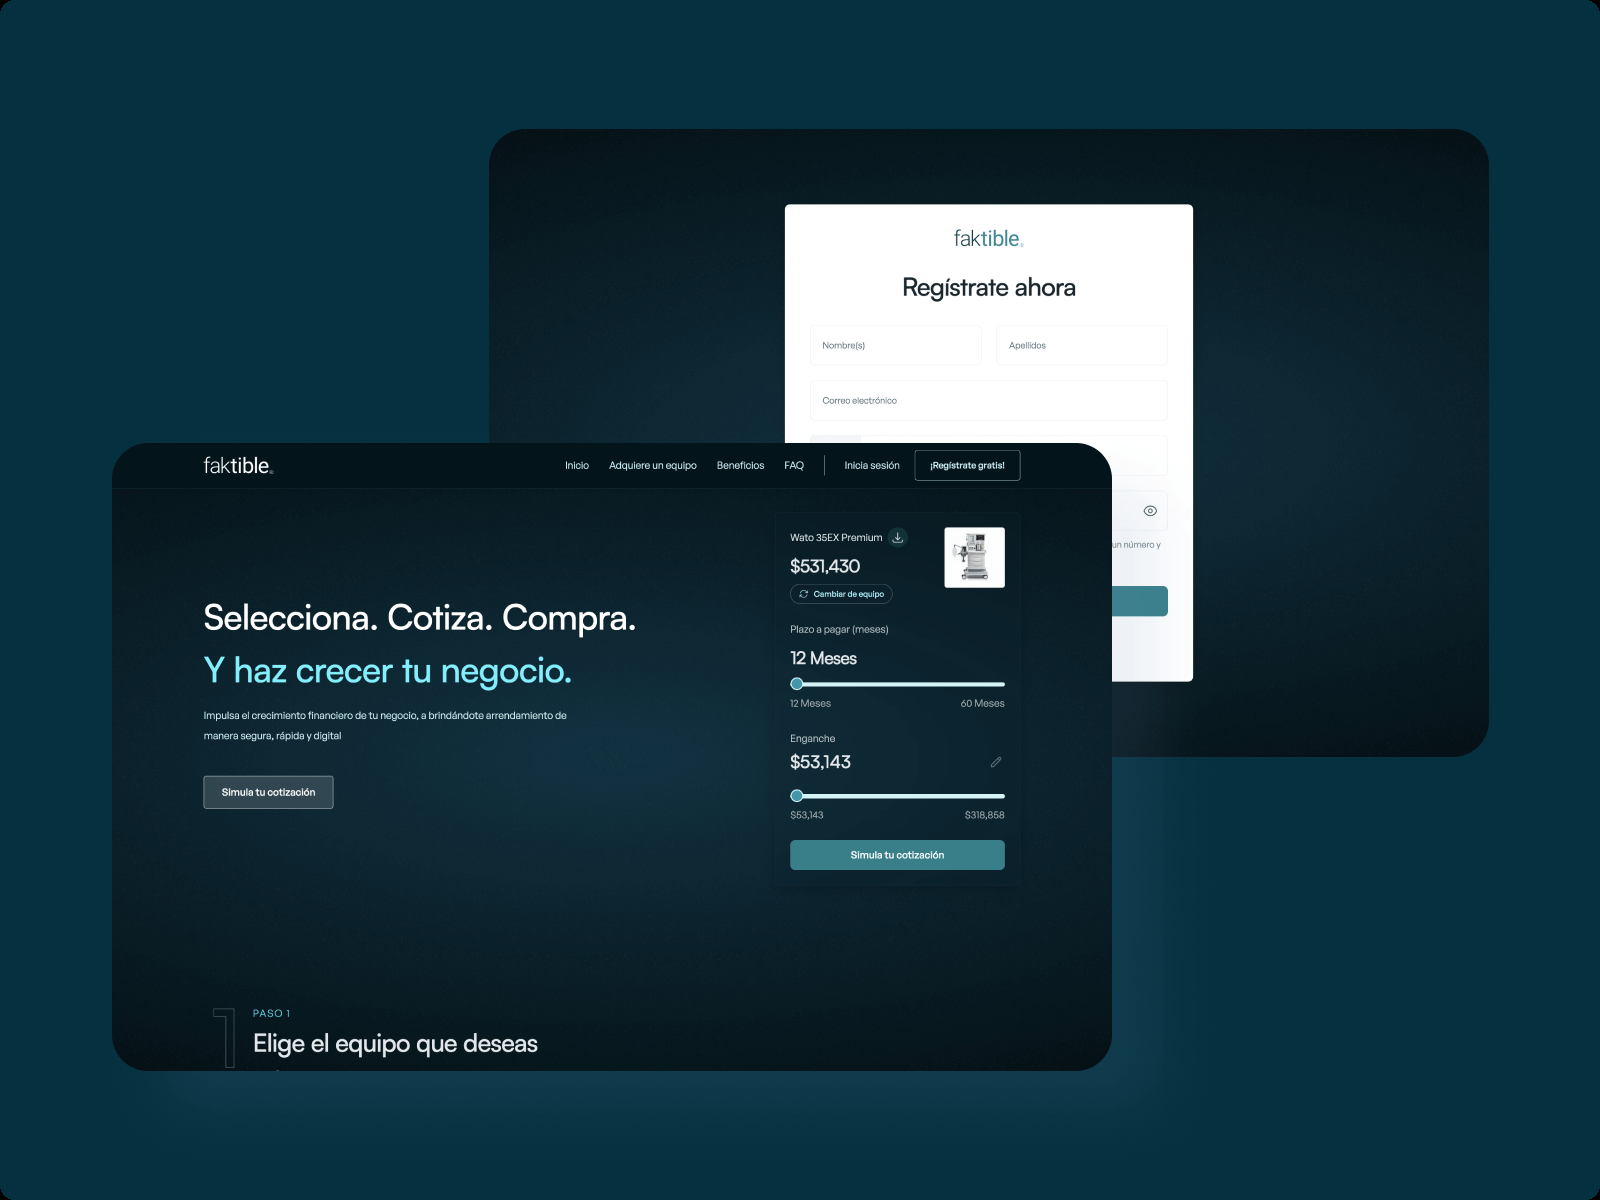 faktible
Regístrate ahora
Nombre(s)
Apellidos
Correo electrónico
un número y
faktible
Inicio
Adquiere un equipo
Beneficios
FAQ
Inicia sesión
¡Regístrate gratis!
Selecciona. Cotiza. Compra.
Y haz crecer tu negocio.
Impulsa el crecimiento financiero de tu negocio, a brindándote arrendamiento de
manera segura, rápida y digital
Simula tu cotización
Wato 35EX Premium
$531,430
Cambiar de equipo
Plazo a pagar (meses)
12 Meses
12 Meses
60 Meses
Enganche
$53,143
$53,143
$318,858
Simula tu cotización
1
PASO 1
Elige el equipo que deseas